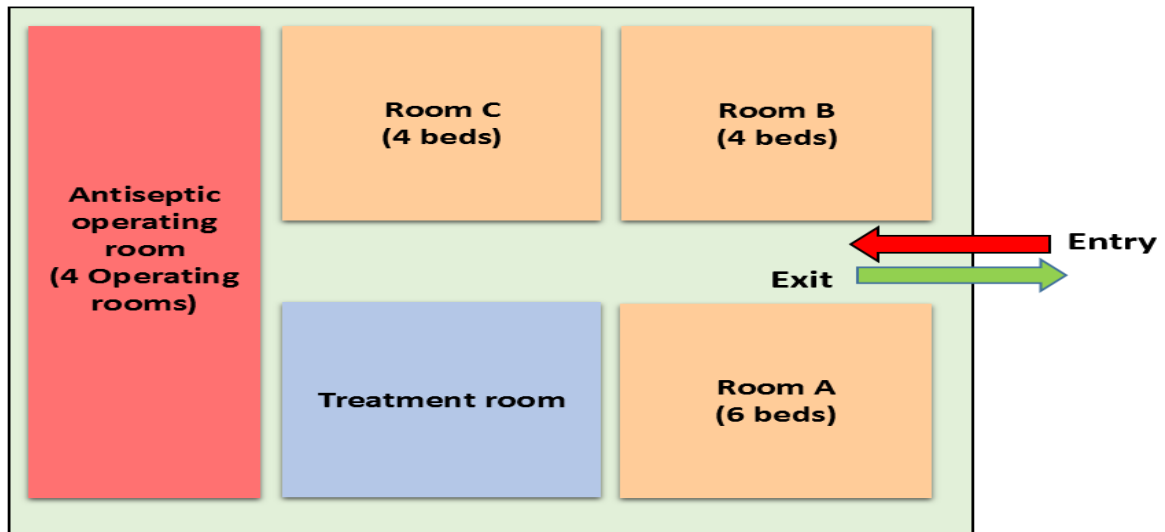 Room C
(4 beds)
Room B
(4 beds)
Antiseptic
operating
room
(4 Operating
rooms)
Entry
Exit
Treatment room
Room A
(6 beds)